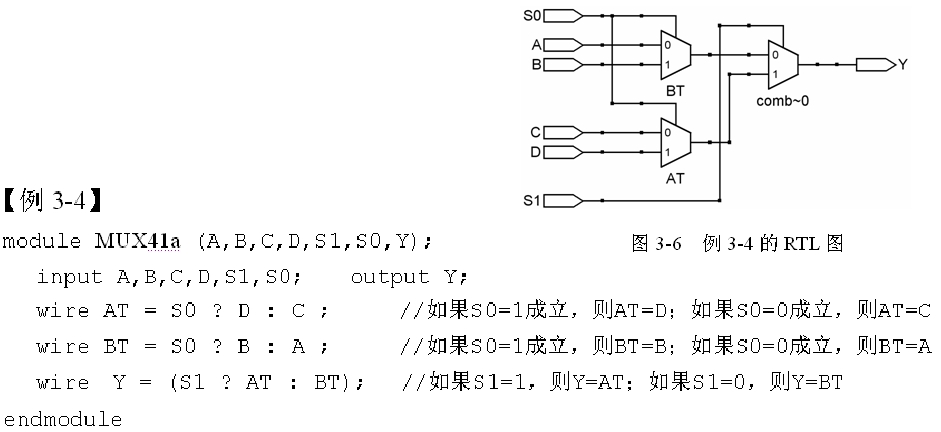 S0
A
B
0
1
BT
0
1
comb~0
Y
C
D
0
1
AT
S1
【例 3-4】
module MUX41a (A,B,C,D,S1,S0,Y);
图 3-6 例 3-4 的 RTL 图
input A,B,C,D,S1,S0; output Y;
wire AT = S0 ? D : C ; //如果S0=1成立，则AT=D；如果S0=0成立，则AT=C
wire BT = S0 ? B : A ; //如果S0=1成立，则BT=B；如果S0=0成立，则BT=A
wire Y = (S1 ? AT : BT); //如果S1=1，则Y=AT；如果S1=0，则Y=BT
endmodule